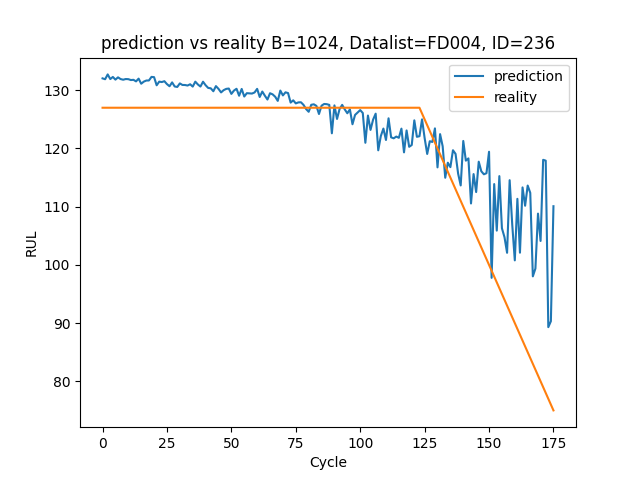 prediction vs reality B=1024, Datalist=FD004, ID=236
prediction
reality
RUL
130
120
110
100
90
80
0 25 50 75 100 125 150 175
Cycle